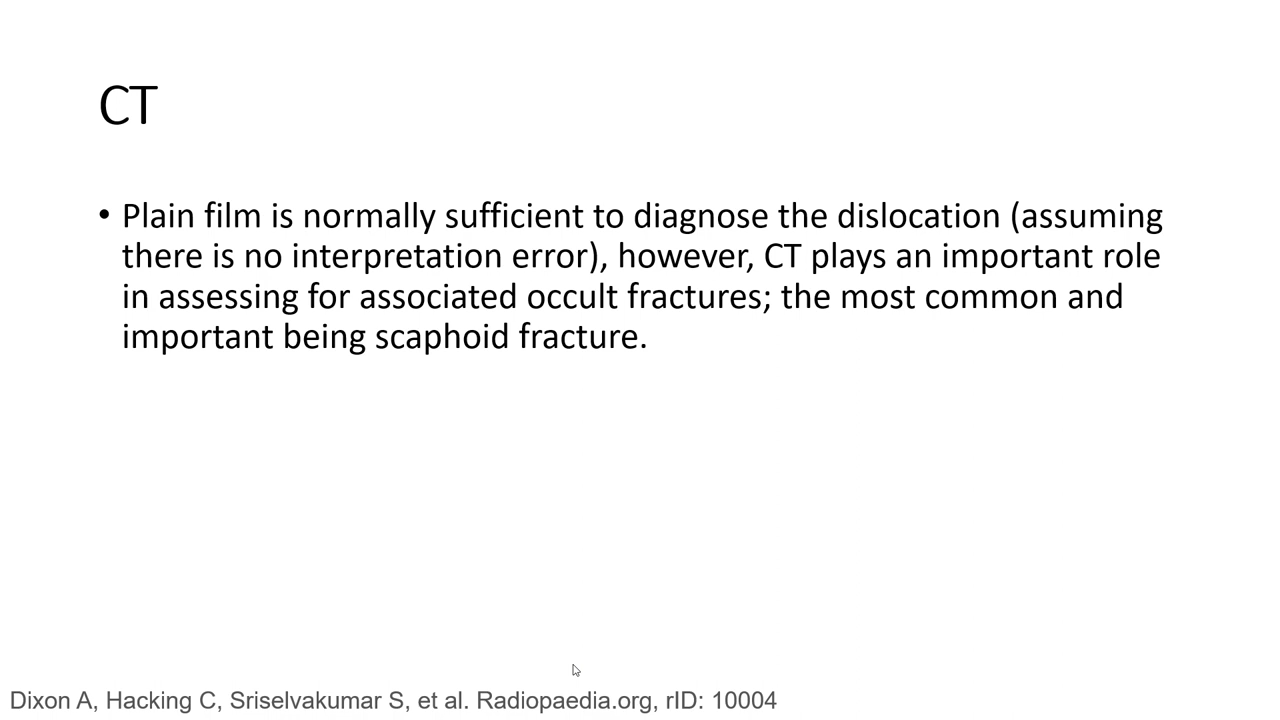 CT
• Plain film is normally sufficient to diagnose the dislocation (assuming
there is no interpretation error), however, CT plays an important role
in assessing for associated occult fractures; the most common and
important being scaphoid fracture.
Dixon A, Hacking C, Sriselvakumar S, et al. Radiopaedia.org, rID: 10004